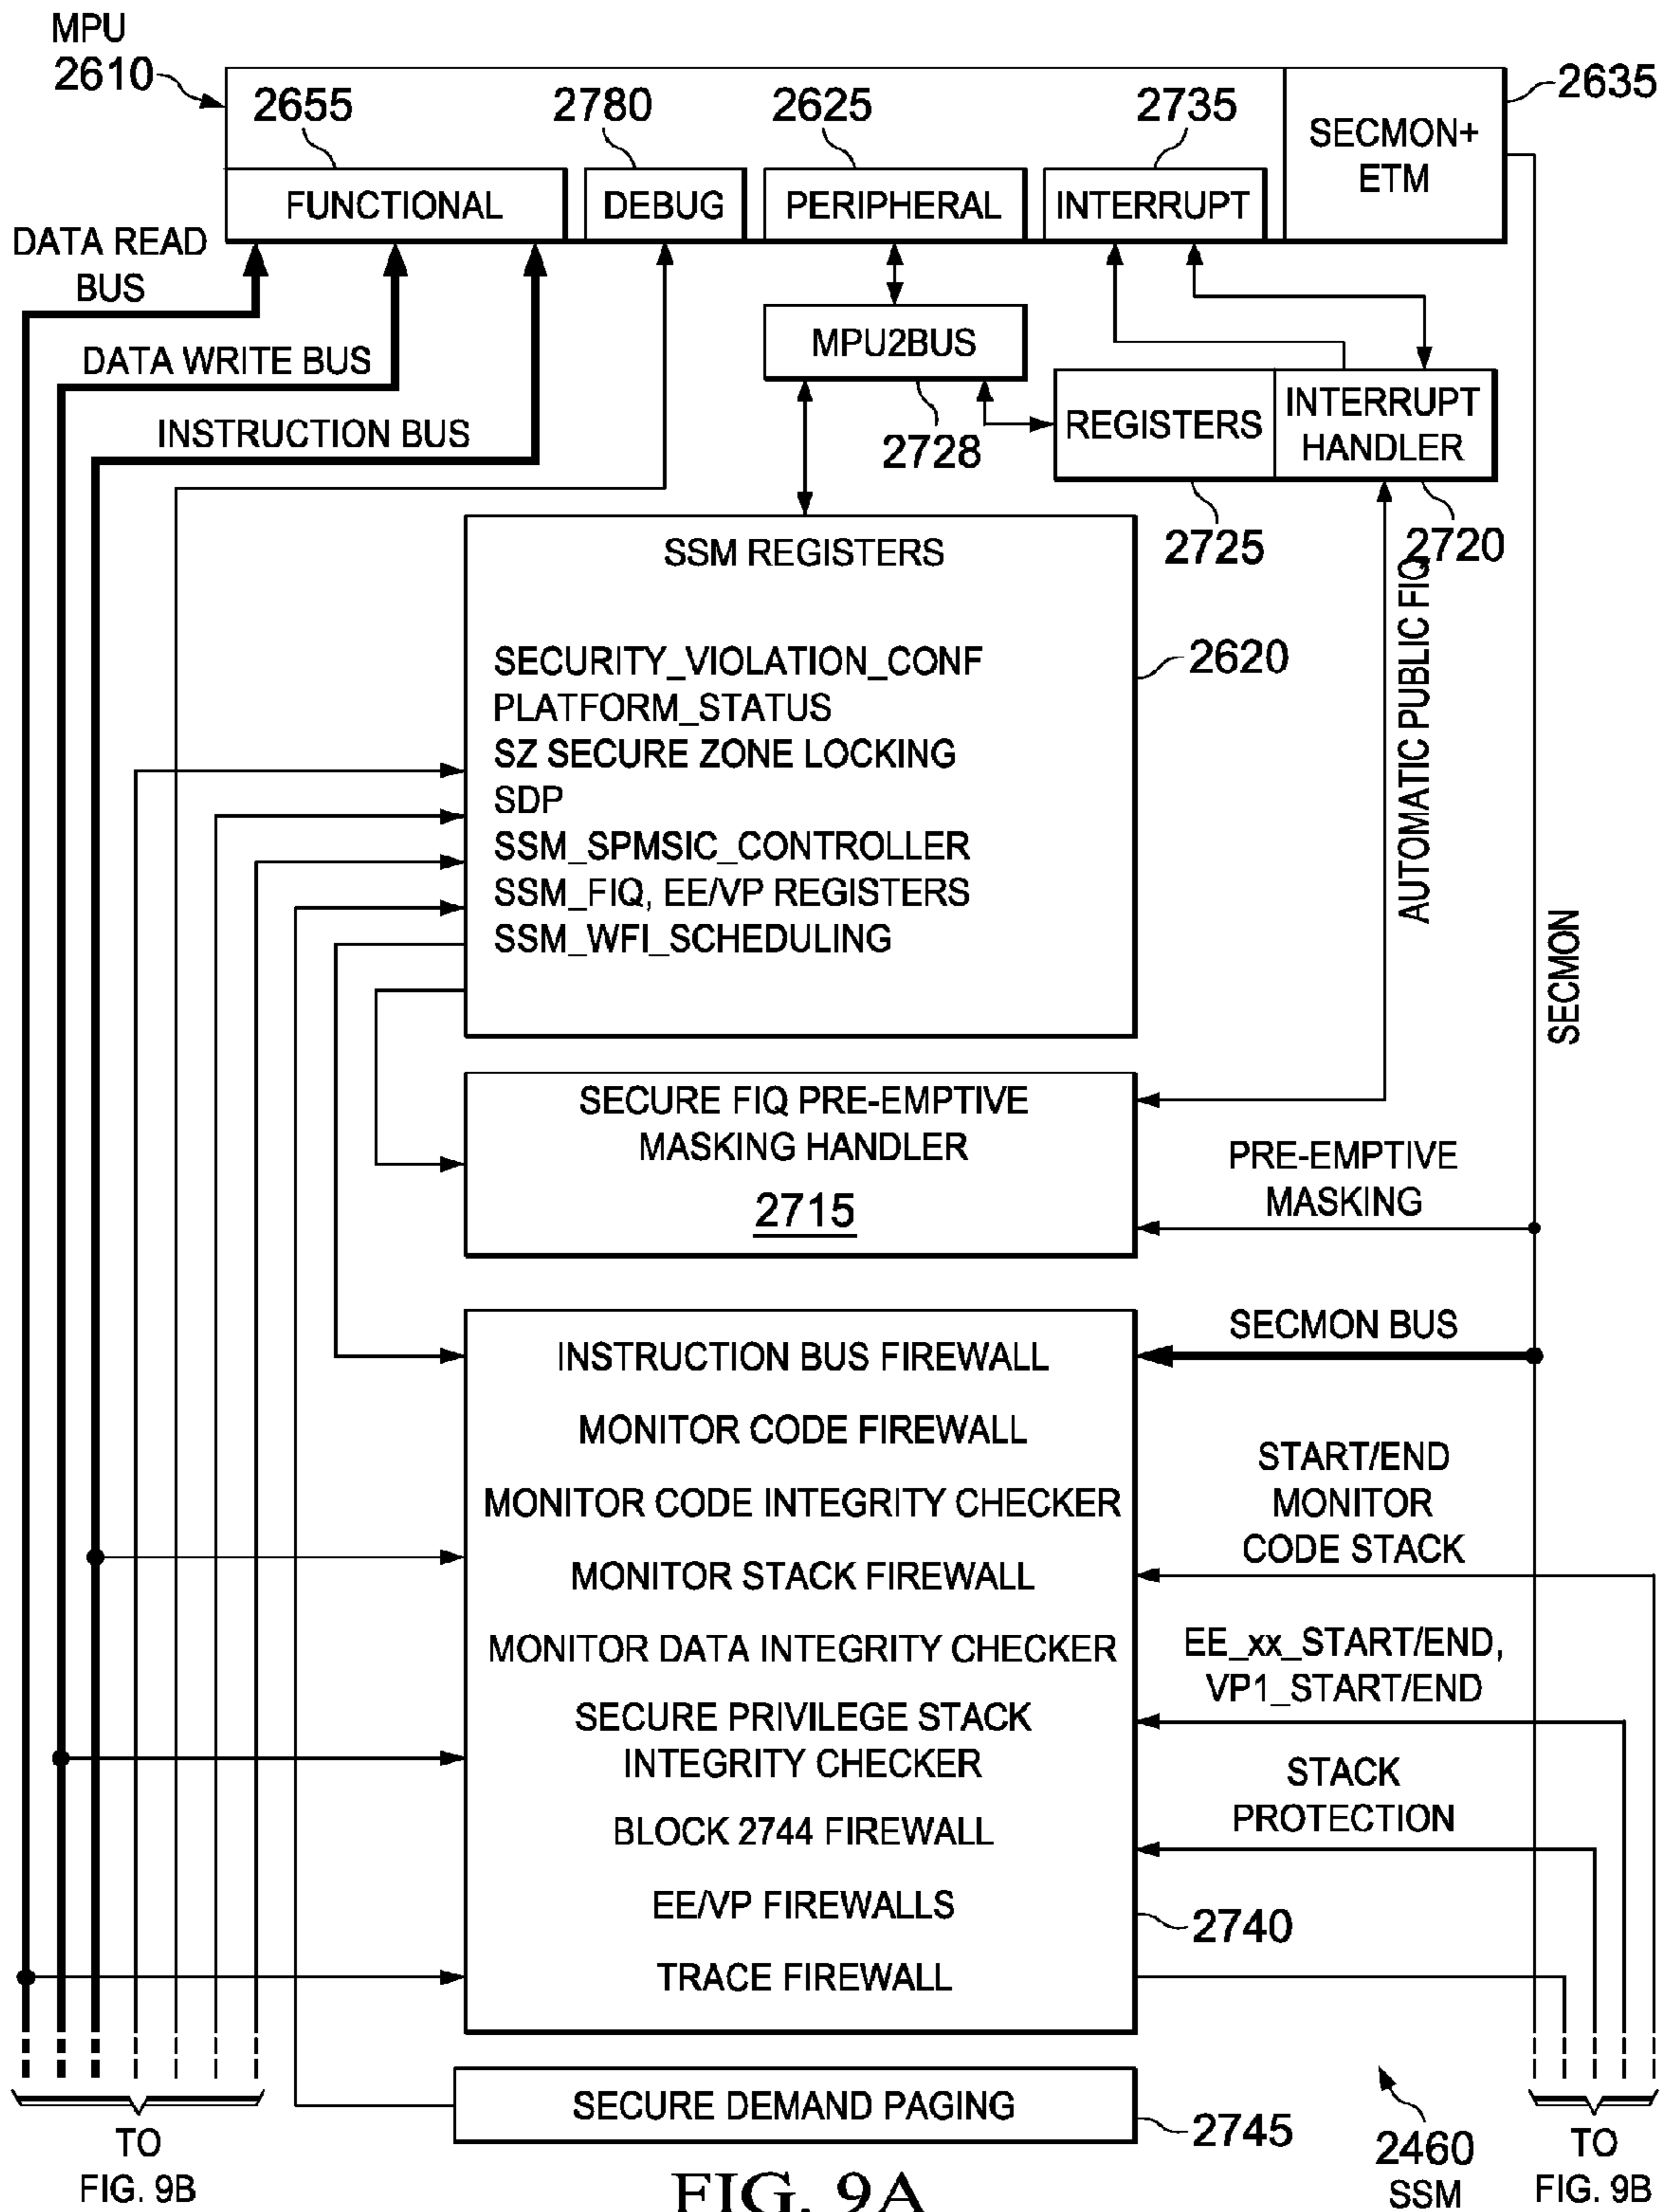 MPU
2610
2655
2780
2625
2735
2635
SECMON+
ETM
FUNCTIONAL
DEBUG
PERIPHERAL
INTERRUPT
DATA READ
BUS
DATA WRITE BUS
INSTRUCTION BUS
MPU2BUS
2728
REGISTERS
INTERRUPT
HANDLER
2725
2720
AUTOMATIC PUBLIC FIQ
SECMON
SSM REGISTERS
SECURITY_VIOLATION_CONF
PLATFORM_STATUS
SZ SECURE ZONE LOCKING
SDP
SSM_SPMSIC_CONTROLLER
SSM_FIQ, EE/VP REGISTERS
SSM_WFI_SCHEDULING
2620
SECURE FIQ PRE-EMPTIVE
MASKING HANDLER
2715
PRE-EMPTIVE
MASKING
SECMON BUS
INSTRUCTION BUS FIREWALL
MONITOR CODE FIREWALL
MONITOR CODE INTEGRITY CHECKER
MONITOR STACK FIREWALL
MONITOR DATA INTEGRITY CHECKER
SECURE PRIVILEGE STACK
INTEGRITY CHECKER
BLOCK 2744 FIREWALL
EE/VP FIREWALLS
TRACE FIREWALL
START/END
MONITOR
CODE STACK
EE_xx_START/END,
VP1_START/END
STACK
PROTECTION
2740
SECURE DEMAND PAGING
2745
TO
FIG. 9B
2460
SSM
TO
FIG. 9B
FIG. 9A